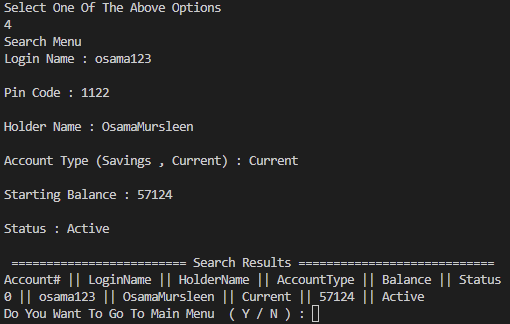 Select One Of The Above Options
4
Search Menu
Login Name : osama123
Pin Code : 1122
Holder Name : OsamaMursleen
Account Type (Savings , Current) : Current
Starting Balance : 57124
Status : Active
========================= Search Results ============================
Account# || LoginName || HolderName || AccountType || Balance || Status
0 || osama123 || OsamaMursleen || Current || 57124 || Active
Do You Want To Go To Main Menu  ( Y / N ) :